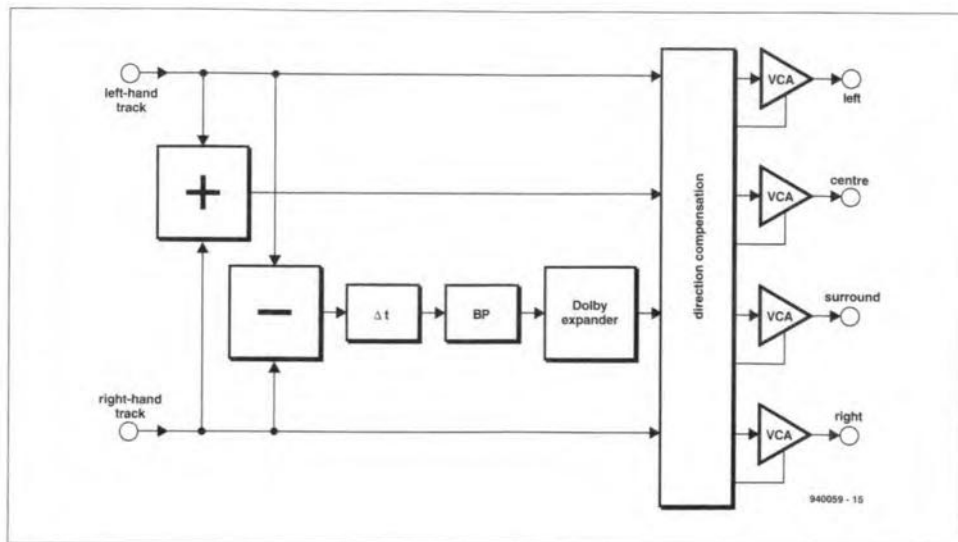 left-hand
track
+
−
Δ t
BP
Dolby
expander
right-hand
track
direction compensation
VCA
left
centre
VCA
surround
VCA
right
VCA
940059 - 15